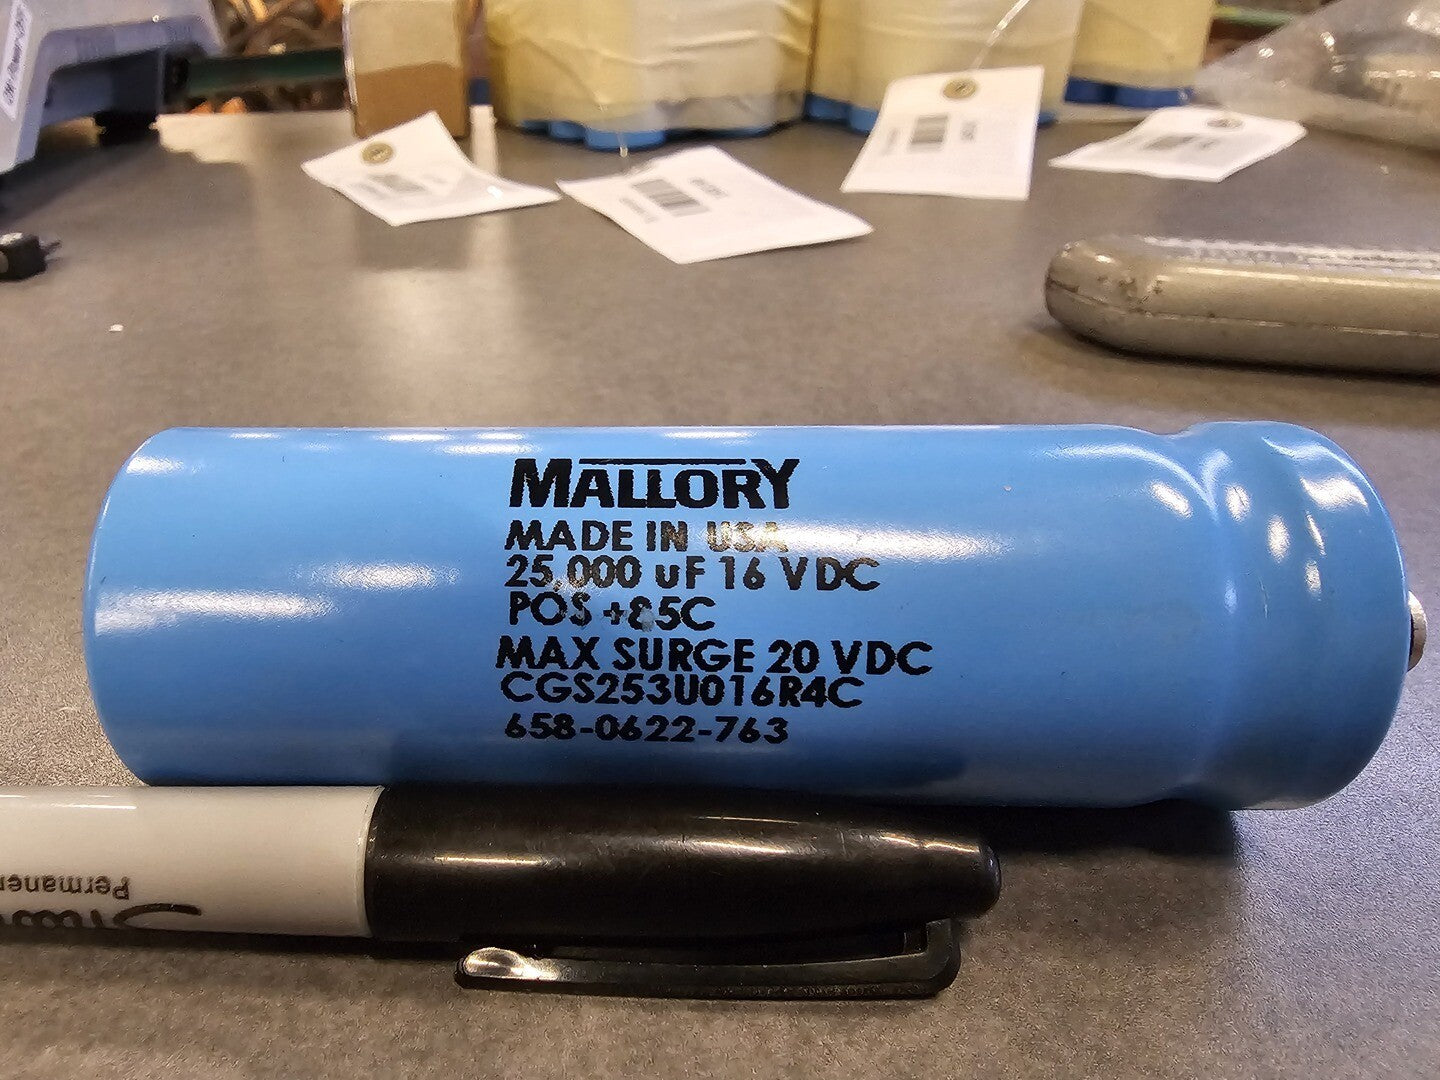 MALLORY
MADE IN USA
25,000 uF 16 VDC
POS +85C
MAX SURGE 20 VDC
CGS253U016R4C
658-0622-763